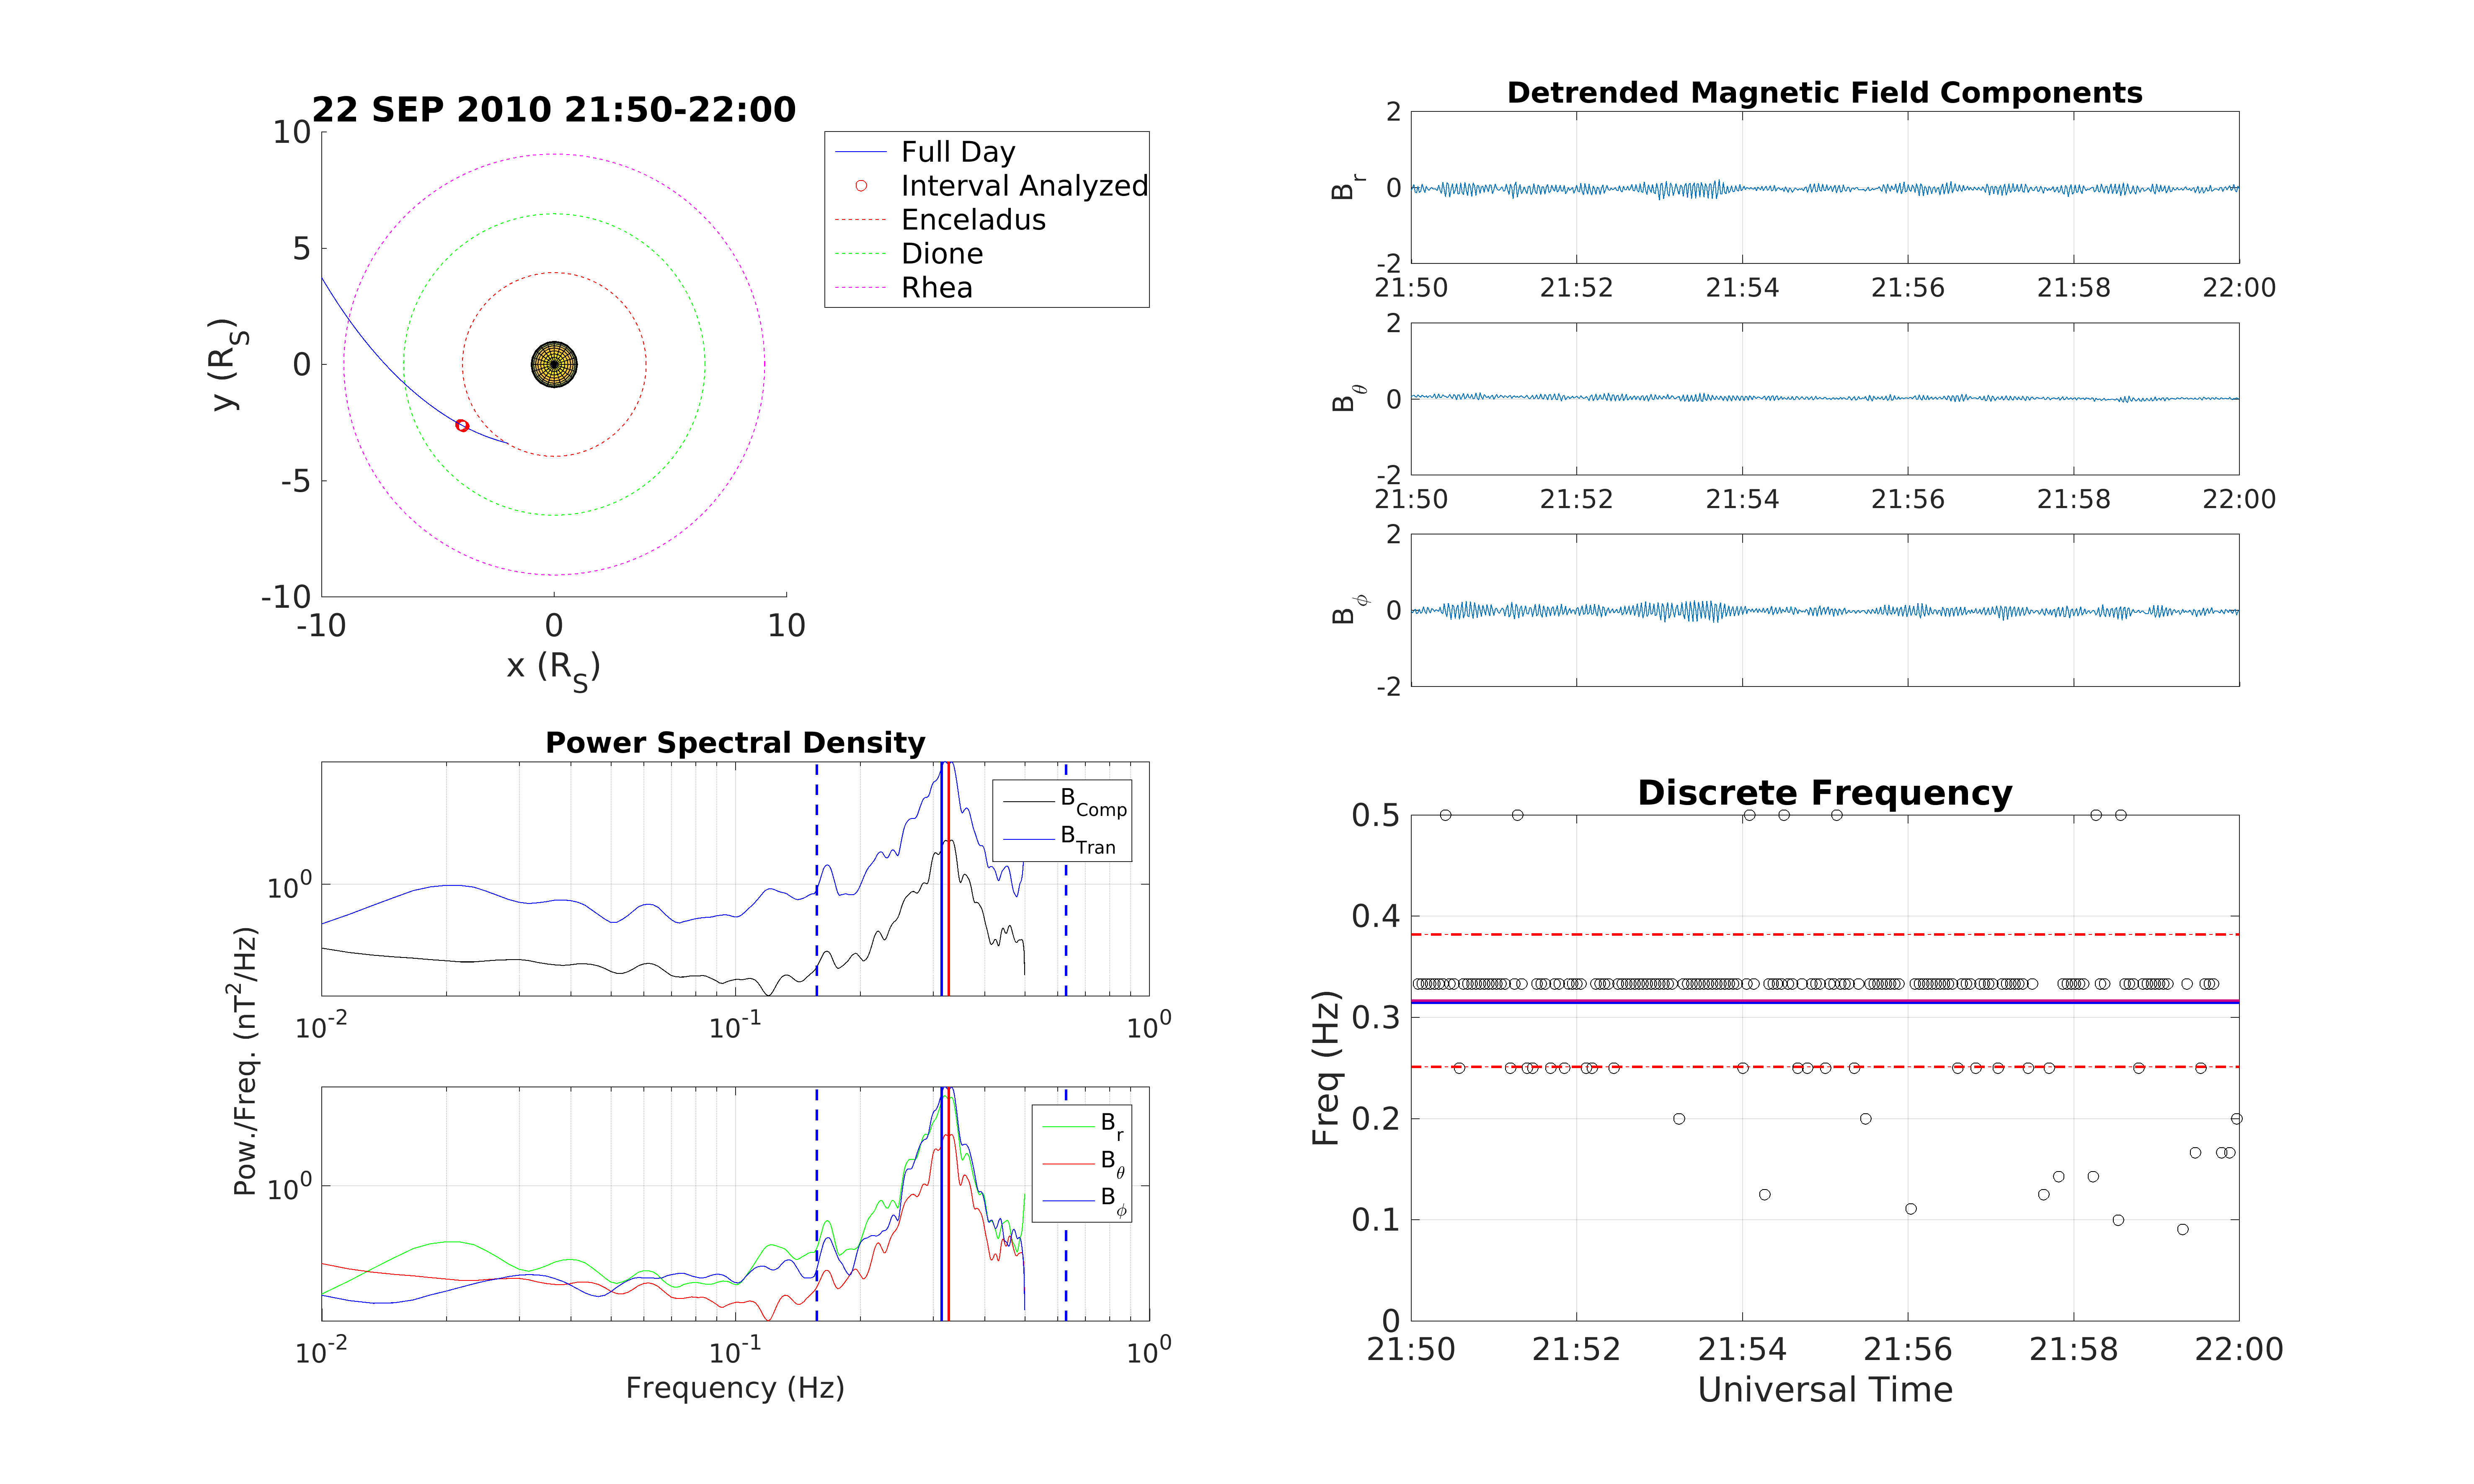 22 SEP 2010 21:50-22:00
10
5
0
-5
-10
-10 0 10
y (R_S)
x (R_S)
Full Day
Interval Analyzed
Enceladus
Dione
Rhea
Detrended Magnetic Field Components
2
0
-2
B_r
21:50 21:52 21:54 21:56 21:58 22:00
2
0
-2
B_θ
21:50 21:52 21:54 21:56 21:58 22:00
2
0
-2
B_ϕ
Power Spectral Density
10^0
B_Comp
B_Tran
10^-2 10^-1 10^0
Pow./Freq. (nT^2/Hz)
10^0
B_r
B_θ
B_ϕ
10^-2 10^-1 10^0
Frequency (Hz)
Discrete Frequency
0.5
0.4
0.3
0.2
0.1
0
Freq (Hz)
21:50 21:52 21:54 21:56 21:58 22:00
Universal Time